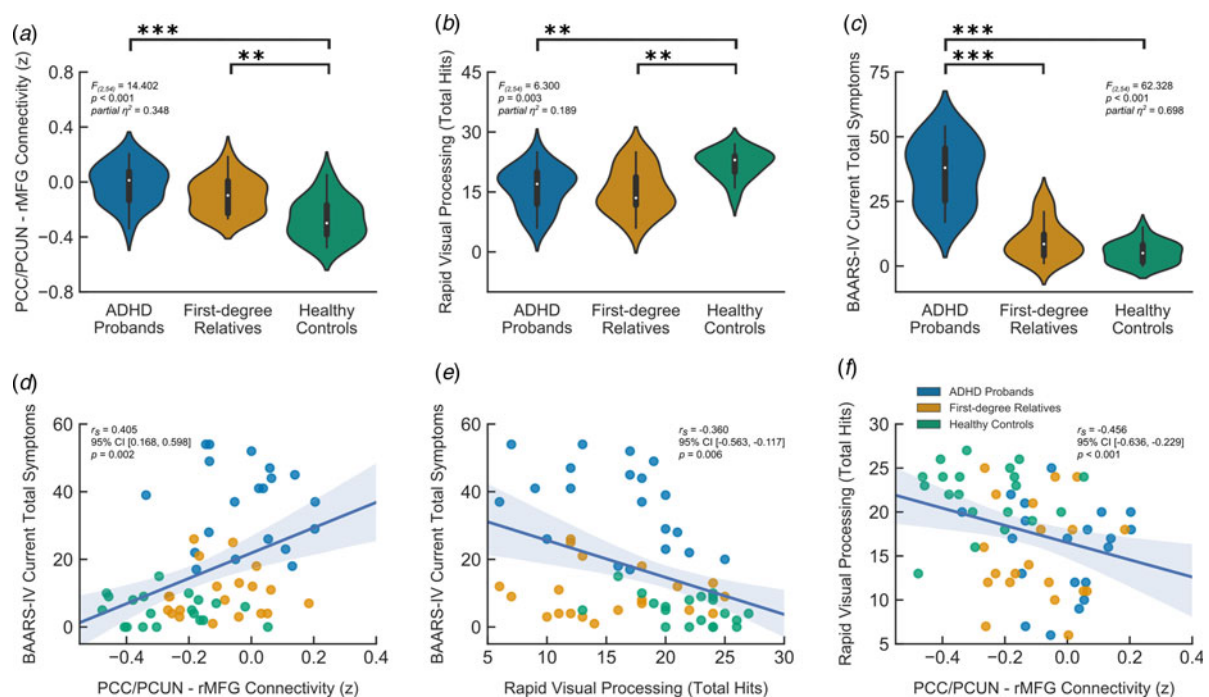 (a)
***
**
PCC/PCUN - rMFG Connectivity (z)
0.8
0.4
0.0
−0.4
−0.8
F(2,54) = 14.402
p < 0.001
partial η² = 0.348
ADHD Probands
First-degree Relatives
Healthy Controls
(b)
**
**
Rapid Visual Processing (Total Hits)
45
30
15
0
F(2,54) = 6.300
p = 0.003
partial η² = 0.189
ADHD Probands
First-degree Relatives
Healthy Controls
(c)
***
***
BAARS-IV Current Total Symptoms
75
50
25
0
F(2,54) = 62.328
p < 0.001
partial η² = 0.698
ADHD Probands
First-degree Relatives
Healthy Controls
(d)
BAARS-IV Current Total Symptoms
60
40
20
0
rS = 0.405
95% CI [0.168, 0.598]
p = 0.002
−0.4 −0.2 0.0 0.2 0.4
PCC/PCUN - rMFG Connectivity (z)
(e)
BAARS-IV Current Total Symptoms
60
40
20
0
rS = -0.360
95% CI [-0.563, -0.117]
p = 0.006
5 10 15 20 25 30
Rapid Visual Processing (Total Hits)
(f)
Rapid Visual Processing (Total Hits)
30
25
20
15
10
5
ADHD Probands
First-degree Relatives
Healthy Controls
rS = -0.456
95% CI [-0.636, -0.229]
p < 0.001
−0.4 −0.2 0.0 0.2 0.4
PCC/PCUN - rMFG Connectivity (z)